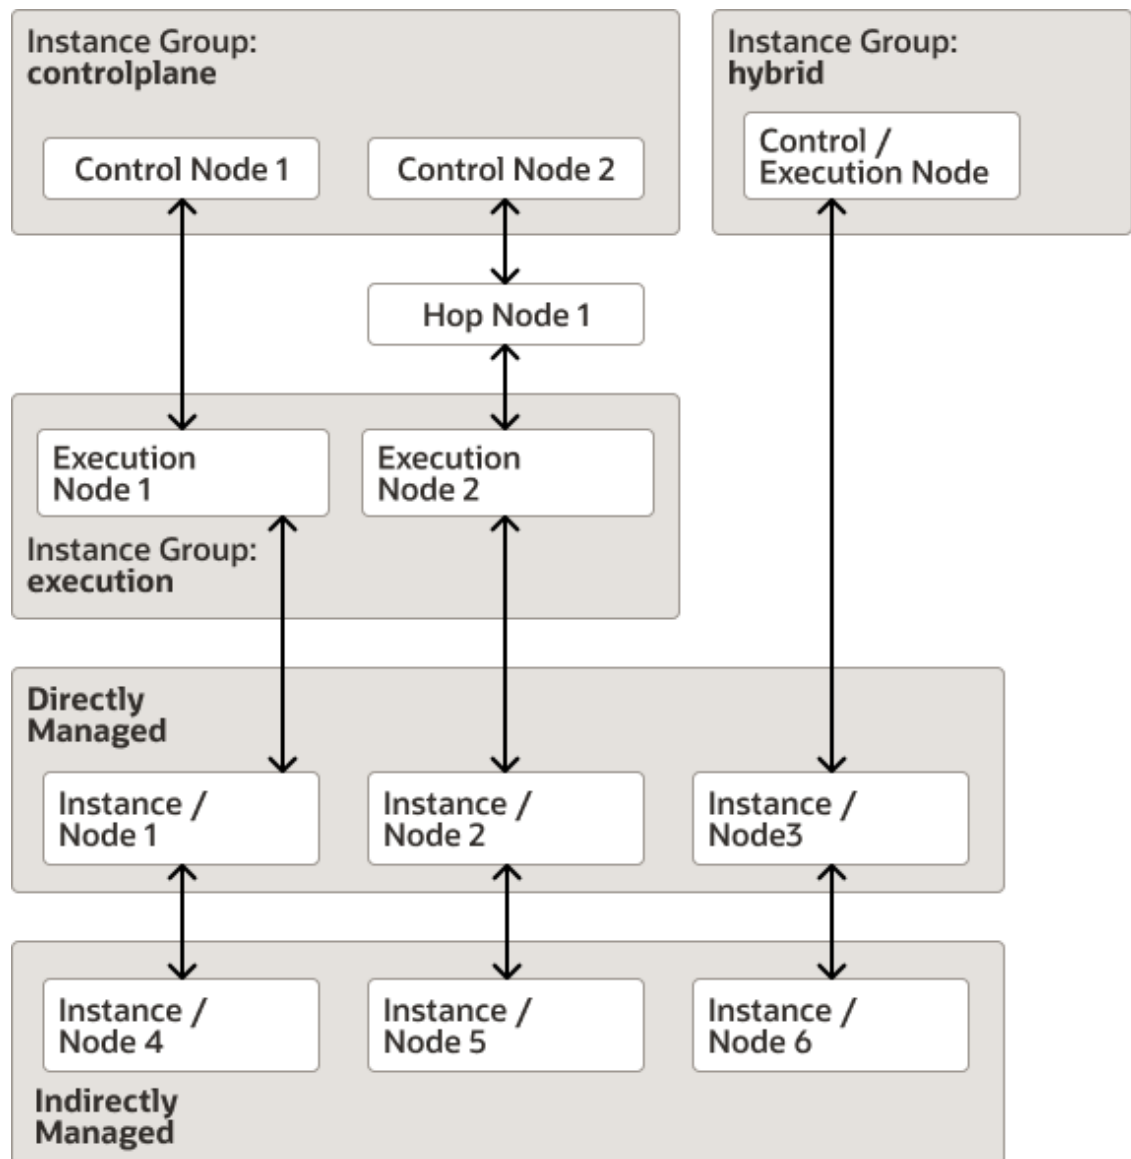 Instance Group:
controlplane
Control Node 1
Control Node 2
Instance Group:
hybrid
Control /
Execution Node
Hop Node 1
Execution
Node 1
Execution
Node 2
Instance Group:
execution
Directly
Managed
Instance /
Node 1
Instance /
Node 2
Instance /
Node3
Instance /
Node 4
Instance /
Node 5
Instance /
Node 6
Indirectly
Managed